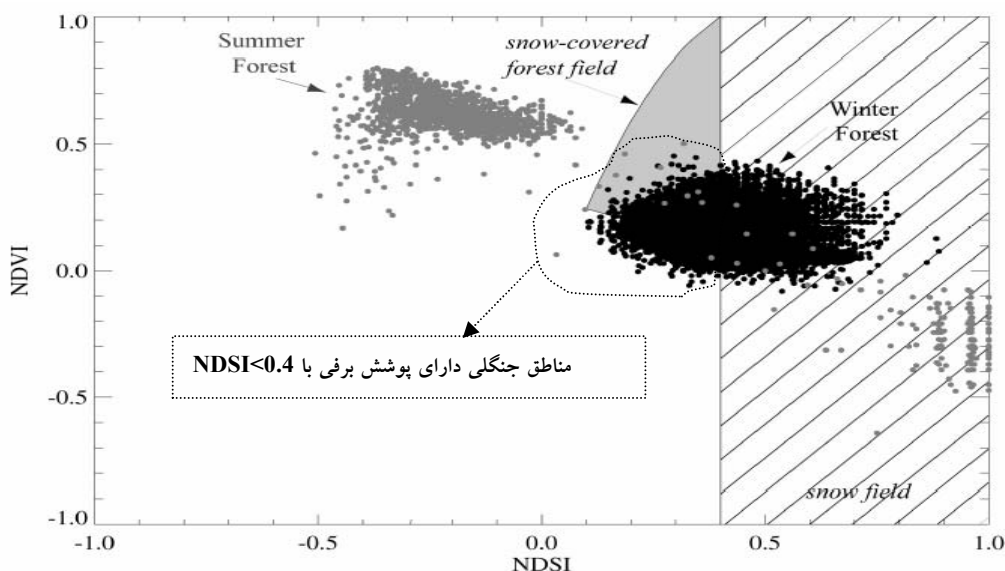 1.0
0.5
0.0
-0.5
-1.0
NDVI
Summer
Forest
snow-covered
forest field
Winter
Forest
مناطق جنگلی دارای پوشش برفی با NDSI<0.4
snow field
-1.0
-0.5
0.0
0.5
1.0
NDSI